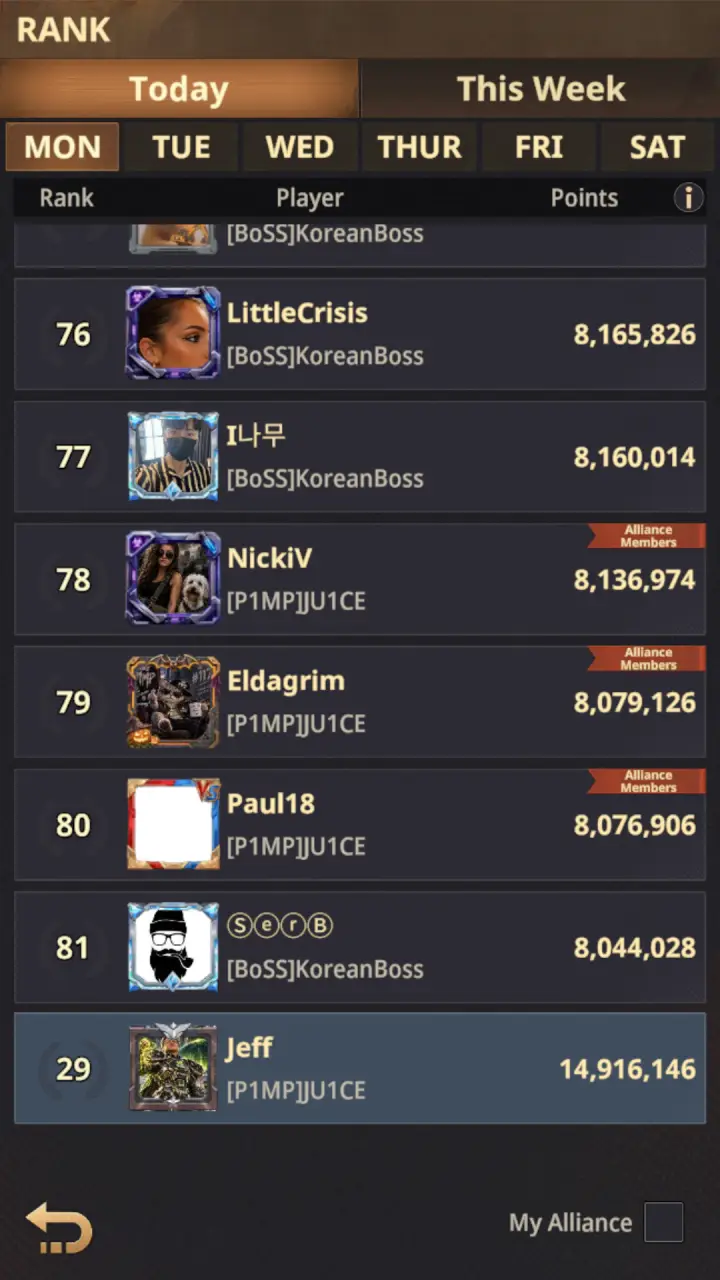 RANK
Today
This Week
MON
TUE
WED
THUR
FRI
SAT
Rank
Player
Points
[BoSS]KoreanBoss
76
LittleCrisis
[BoSS]KoreanBoss
8,165,826
77
I나무
[BoSS]KoreanBoss
8,160,014
78
NickiV
[P1MP]JU1CE
Alliance
Members
8,136,974
79
Eldagrim
[P1MP]JU1CE
Alliance
Members
8,079,126
80
Paul18
[P1MP]JU1CE
Alliance
Members
8,076,906
81
ⓈⓔⓡⒷ
[BoSS]KoreanBoss
8,044,028
29
Jeff
[P1MP]JU1CE
14,916,146
My Alliance